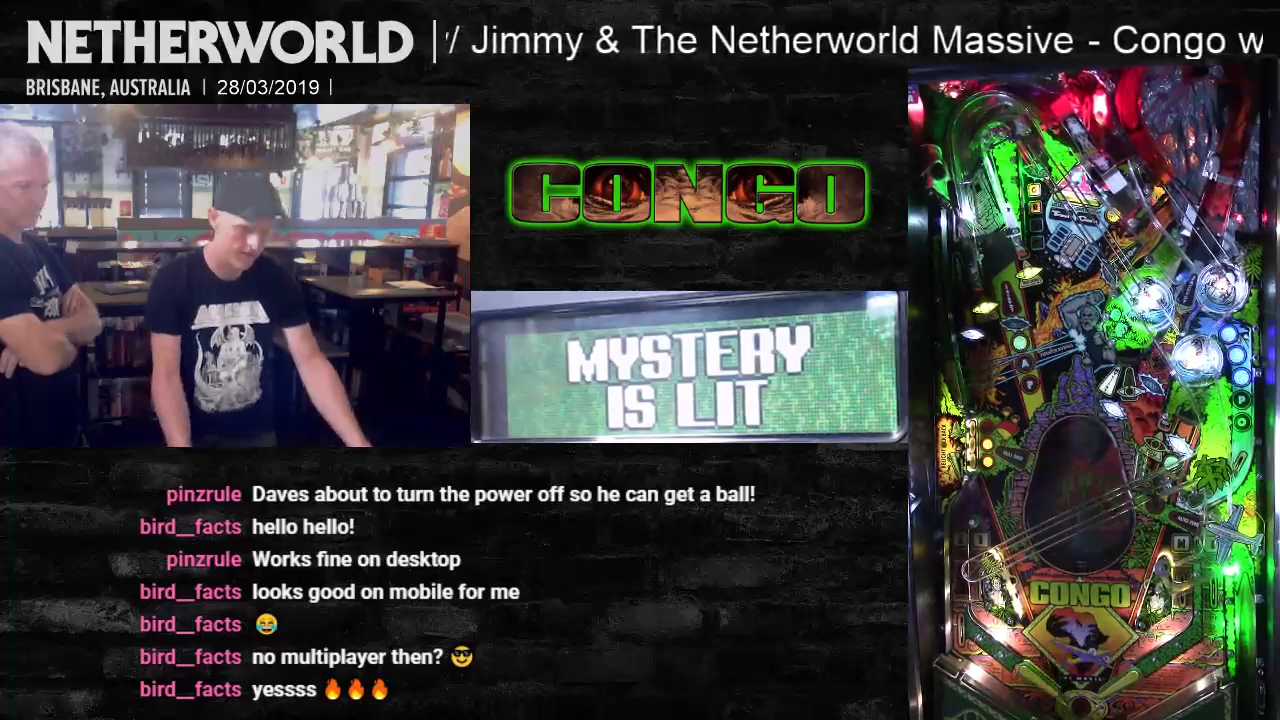 NETHERWORLD
/ Jimmy & The Netherworld Massive - Congo w
BRISBANE, AUSTRALIA | 28/03/2019 |
CONGO
MYSTERY
IS LIT
pinzrule Daves about to turn the power off so he can get a ball!
bird__facts hello hello!
pinzrule Works fine on desktop
bird__facts looks good on mobile for me
bird__facts 😂
bird__facts no multiplayer then? 😎
bird__facts yessss 🔥🔥🔥
CONGO